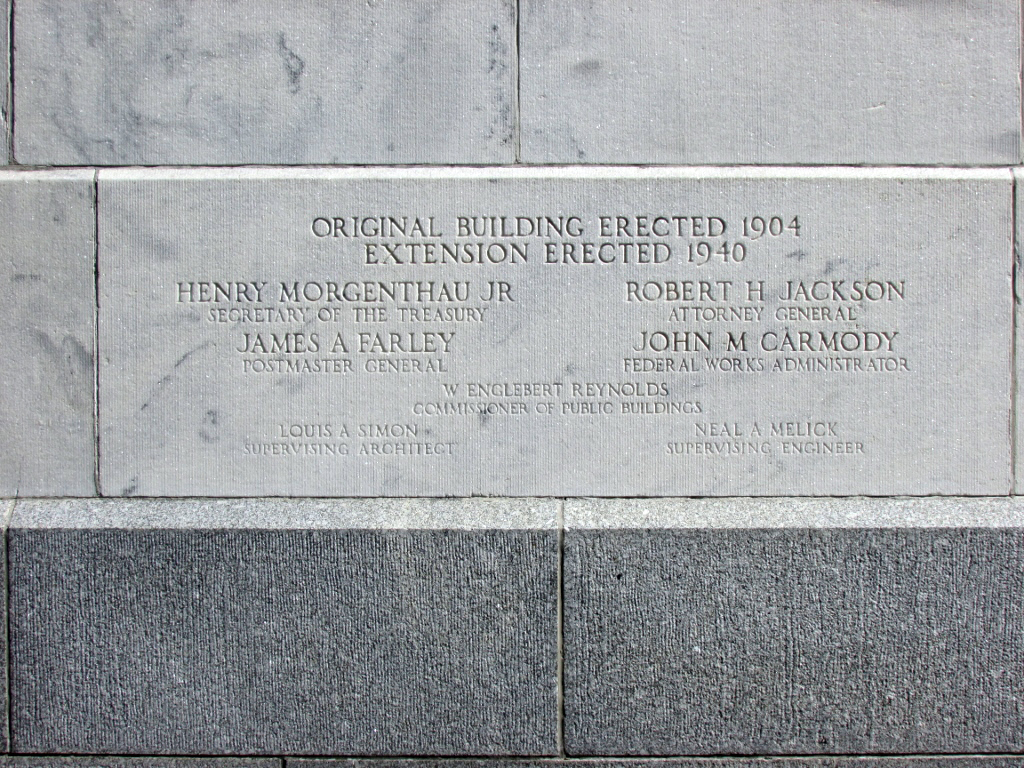 ORIGINAL BUILDING ERECTED 1904
EXTENSION ERECTED 1940
HENRY MORGENTHAU JR
SECRETARY OF THE TREASURY
JAMES A FARLEY
POSTMASTER GENERAL
ROBERT H JACKSON
ATTORNEY GENERAL
JOHN M CARMODY
FEDERAL WORKS ADMINISTRATOR
W ENGLEBERT REYNOLDS
COMMISSIONER OF PUBLIC BUILDINGS
LOUIS A SIMON
SUPERVISING ARCHITECT
NEAL A MELICK
SUPERVISING ENGINEER